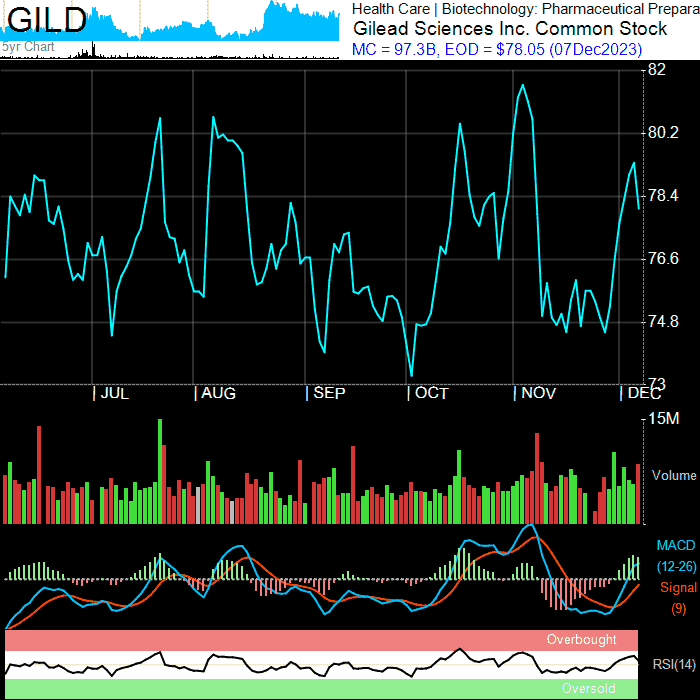 GILD
5yr Chart
Health Care | Biotechnology: Pharmaceutical Prepara
Gilead Sciences Inc. Common Stock
MC = 97.3B, EOD = $78.05 (07Dec2023)
82
80.2
78.4
76.6
74.8
73
| JUL | AUG | SEP | OCT | NOV | DEC
15M
Volume
MACD
(12-26)
Signal
(9)
Overbought
RSI(14)
Oversold